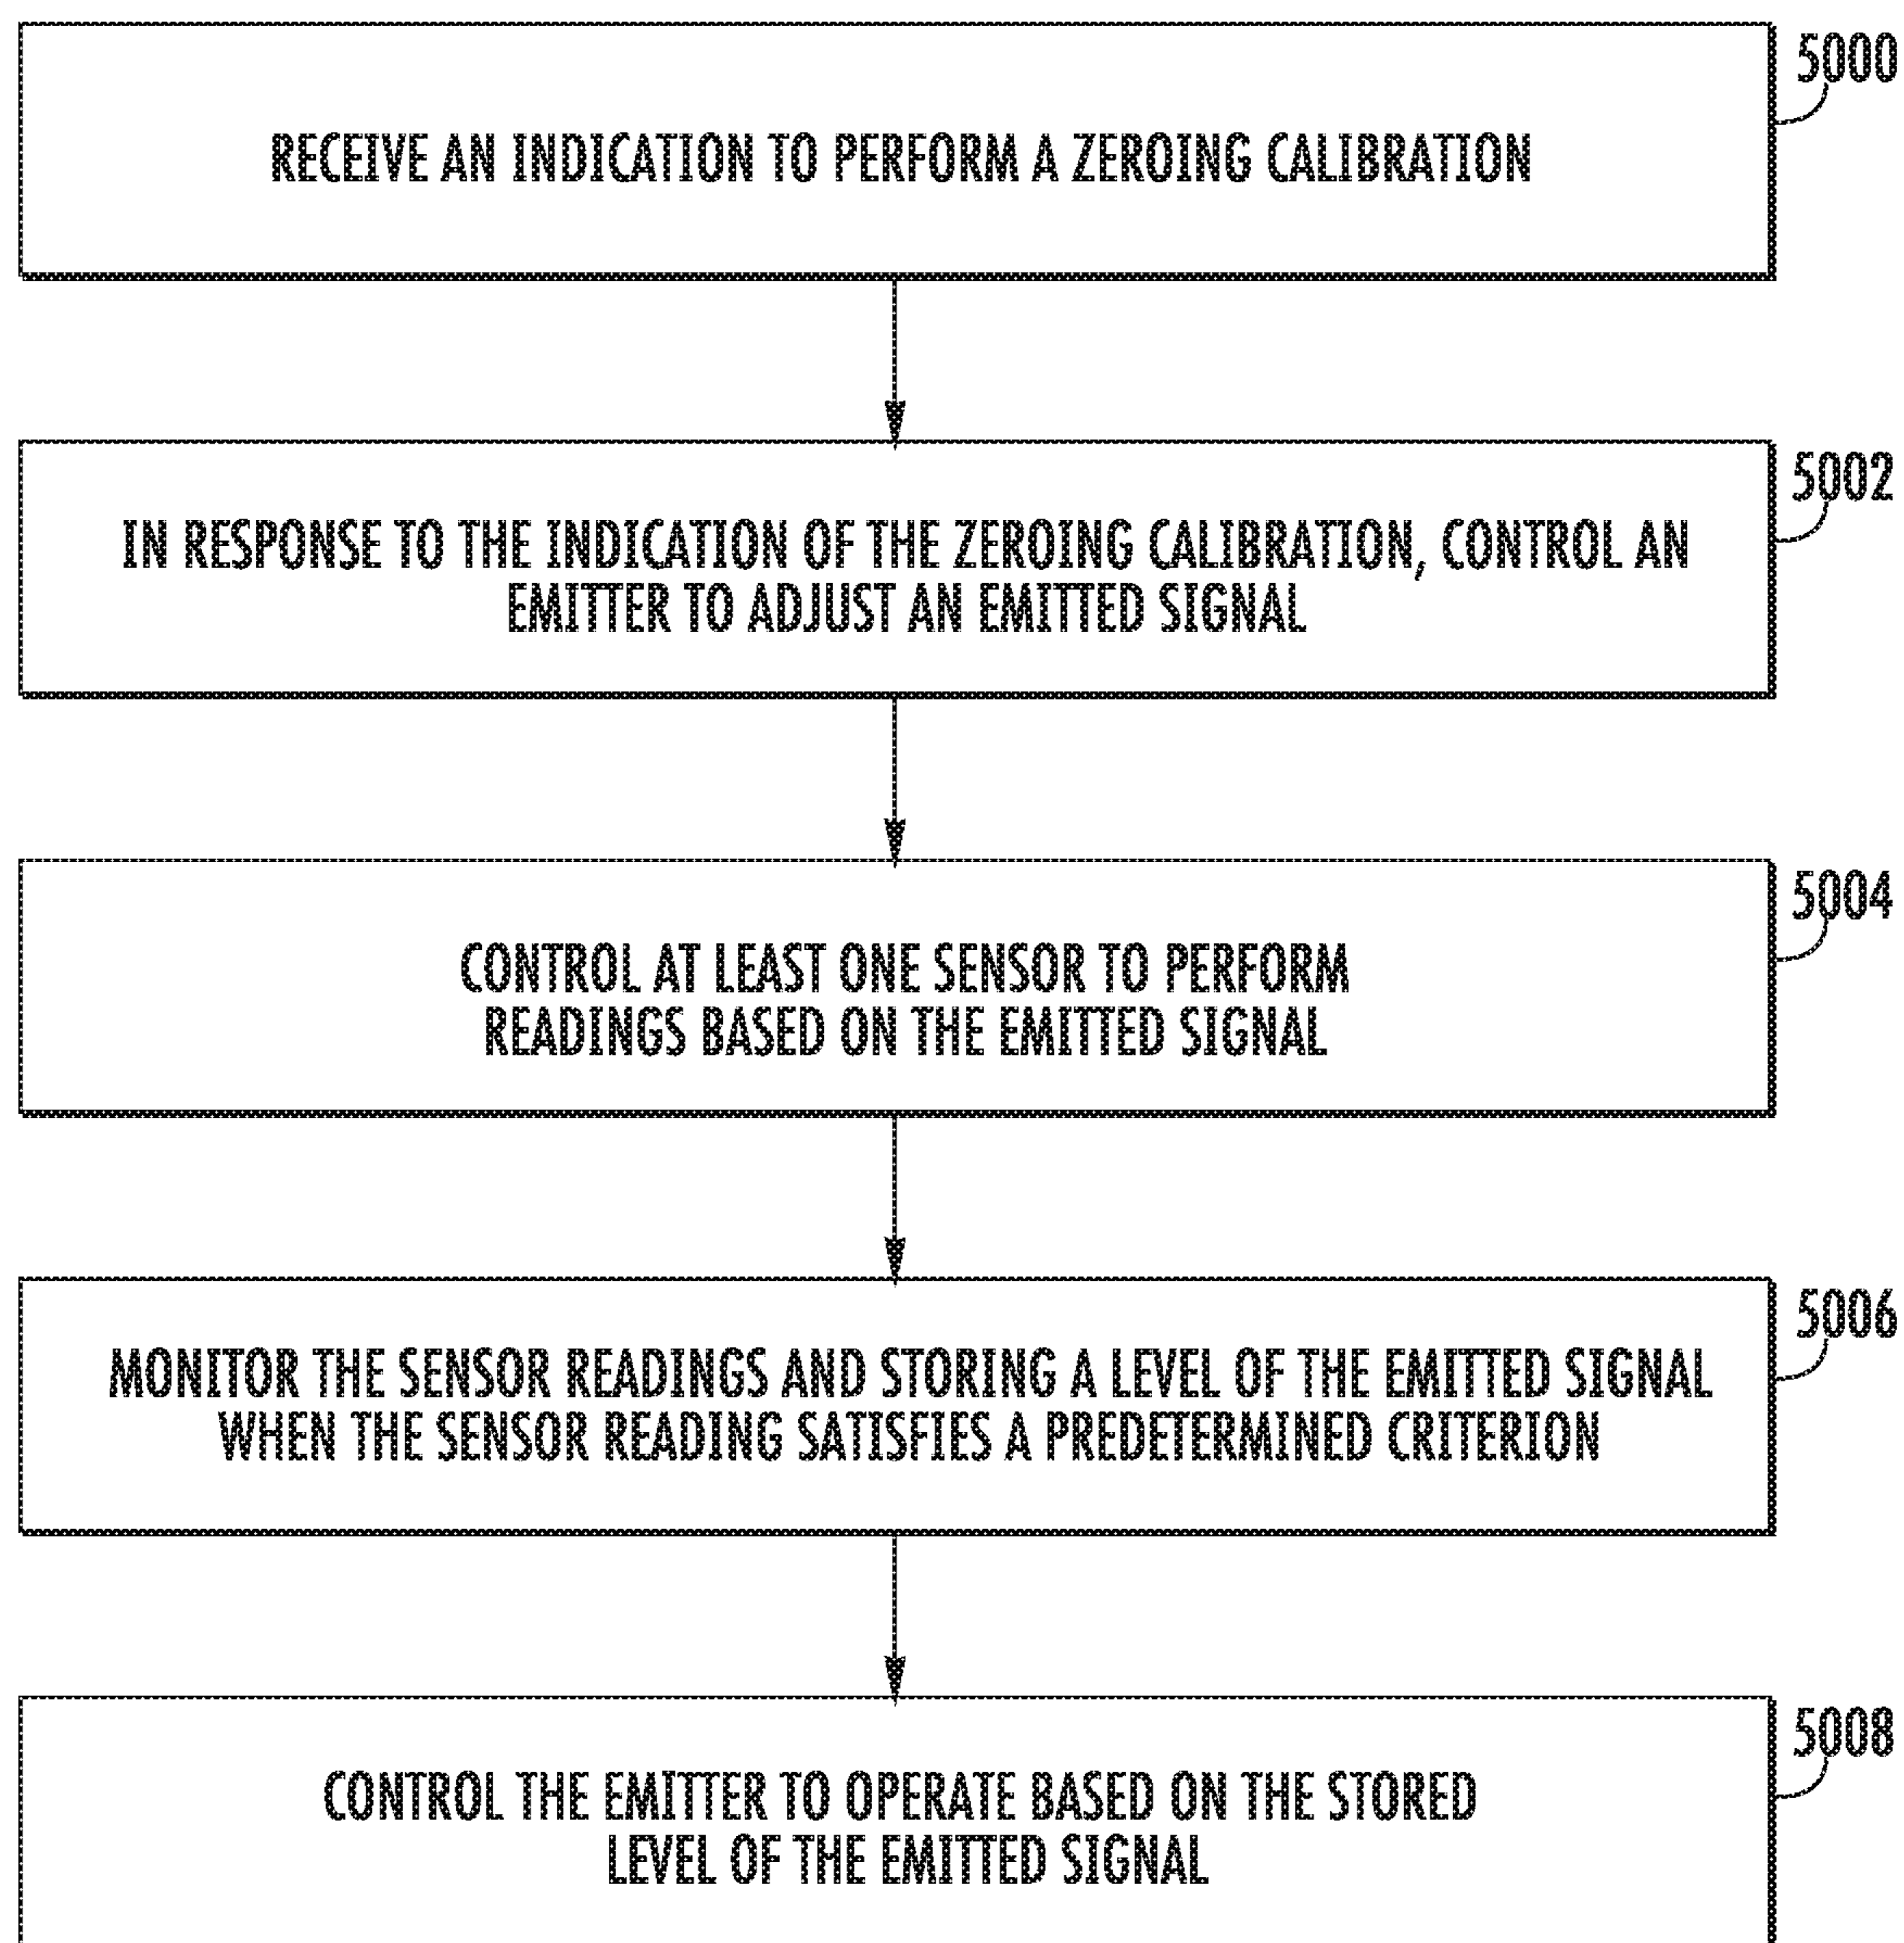 5000
RECEIVE AN INDICATION TO PERFORM A ZEROING CALIBRATION
5002
IN RESPONSE TO THE INDICATION OF THE ZEROING CALIBRATION, CONTROL AN
EMITTER TO ADJUST AN EMITTED SIGNAL
5004
CONTROL AT LEAST ONE SENSOR TO PERFORM
READINGS BASED ON THE EMITTED SIGNAL
5006
MONITOR THE SENSOR READINGS AND STORING A LEVEL OF THE EMITTED SIGNAL
WHEN THE SENSOR READING SATISFIES A PREDETERMINED CRITERION
5008
CONTROL THE EMITTER TO OPERATE BASED ON THE STORED
LEVEL OF THE EMITTED SIGNAL